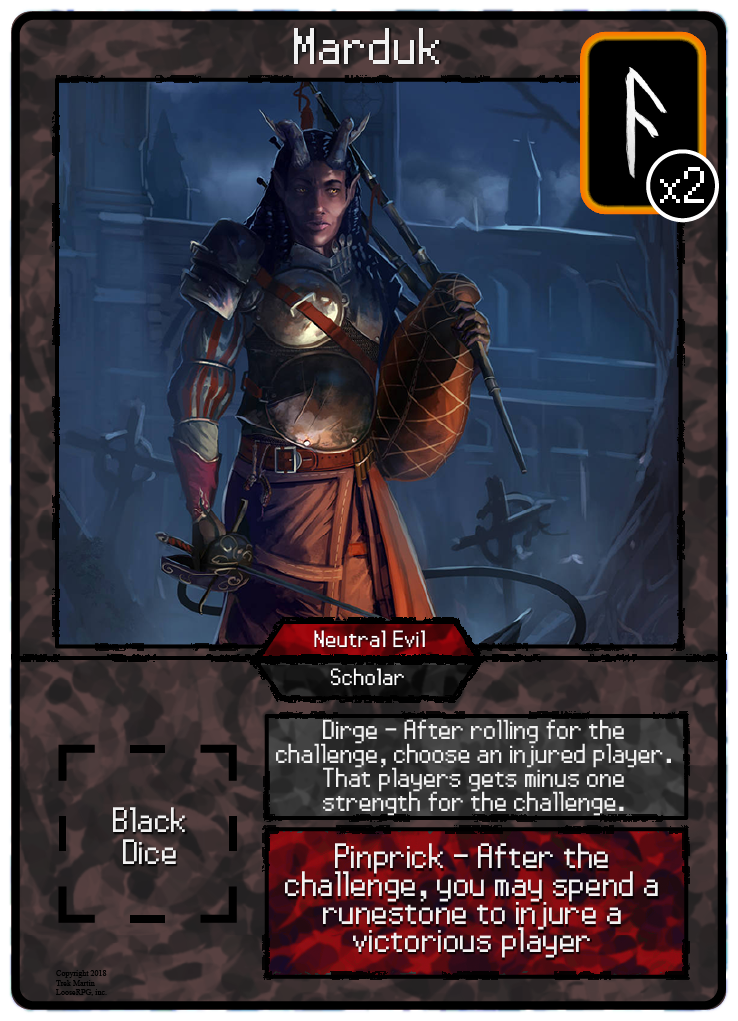 Marduk
ᚨ
x2
Neutral Evil
Scholar
Dirge - After rolling for the
challenge, choose an injured player.
That players gets minus one
strength for the challenge.
Black
Dice
Pinprick - After the
challenge, you may spend a
runestone to injure a
victorious player
Copyright 2018
Trak Martin
LooseRPG, inc.